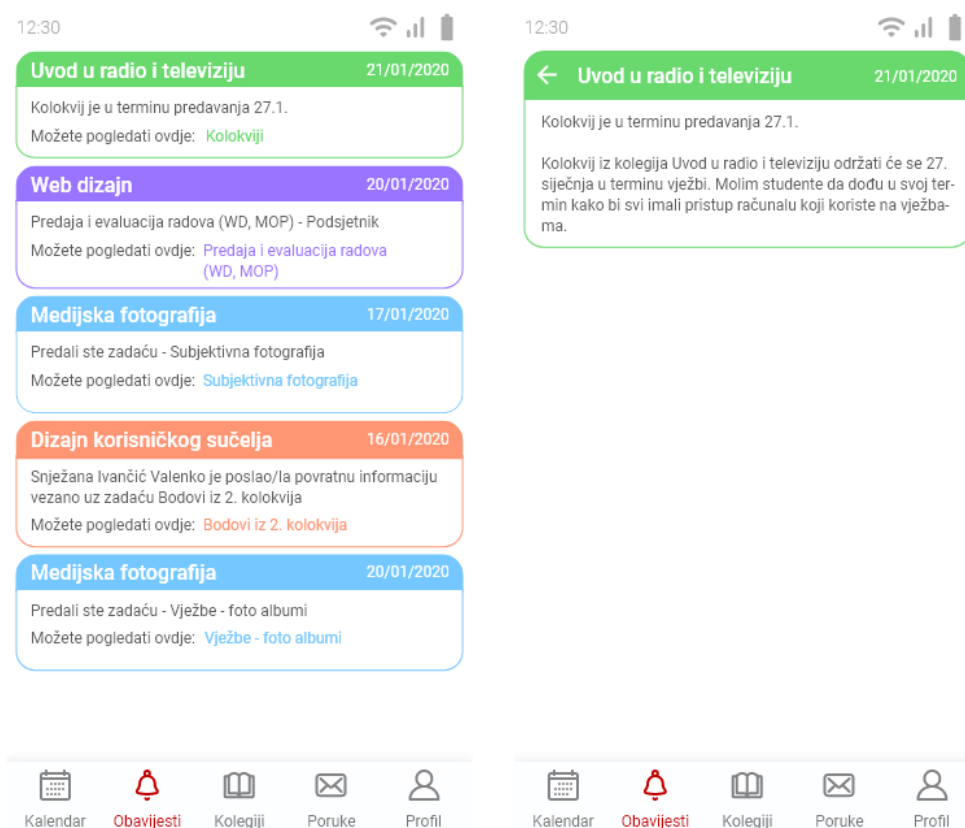 12:30
Uvod u radio i televiziju 21/01/2020
Kolokvij je u terminu predavanja 27.1.
Možete pogledati ovdje: Kolokviji
Web dizajn 20/01/2020
Predaja i evaluacija radova (WD, MOP) - Podsjetnik
Možete pogledati ovdje: Predaja i evaluacija radova
(WD, MOP)
Medijska fotografija 17/01/2020
Predali ste zadaću - Subjektivna fotografija
Možete pogledati ovdje: Subjektivna fotografija
Dizajn korisničkog sučelja 16/01/2020
Snježana Ivančić Valenko je poslao/la povratnu informaciju
vezano uz zadaću Bodovi iz 2. kolokvija
Možete pogledati ovdje: Bodovi iz 2. kolokvija
Medijska fotografija 20/01/2020
Predali ste zadaću - Vježbe - foto albumi
Možete pogledati ovdje: Vježbe - foto albumi
Kalendar Obavijesti Kolegiji Poruke Profil
12:30
Uvod u radio i televiziju 21/01/2020
Kolokvij je u terminu predavanja 27.1.
Kolokvij iz kolegija Uvod u radio i televiziju održati će se 27.
siječnja u terminu vježbi. Molim studente da dođu u svoj ter-
min kako bi svi imali pristup računalu koji koriste na vježba-
ma.
Kalendar Obavijesti Kolegiji Poruke Profil